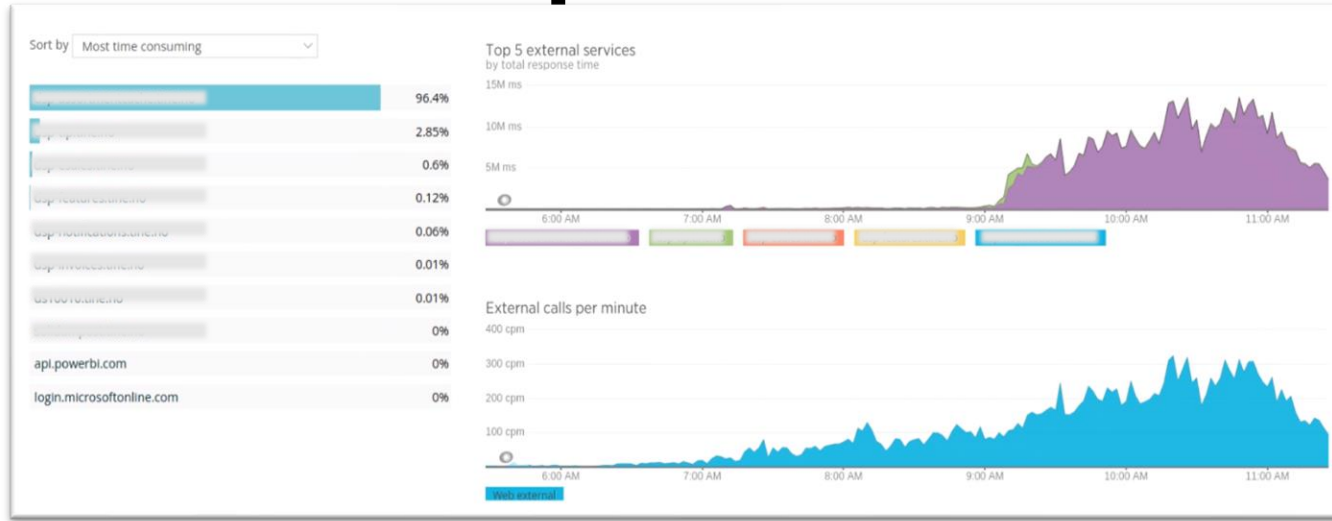 Sort by Most time consuming
96.4%
2.85%
0.6%
0.12%
0.06%
0.01%
0.01%
0%
api.powerbi.com 0%
login.microsoftonline.com 0%
Top 5 external services
by total response time
15M ms
10M ms
5M ms
6:00 AM 7:00 AM 8:00 AM 9:00 AM 10:00 AM 11:00 AM
External calls per minute
400 cpm
300 cpm
200 cpm
100 cpm
6:00 AM 7:00 AM 8:00 AM 9:00 AM 10:00 AM 11:00 AM
Web external